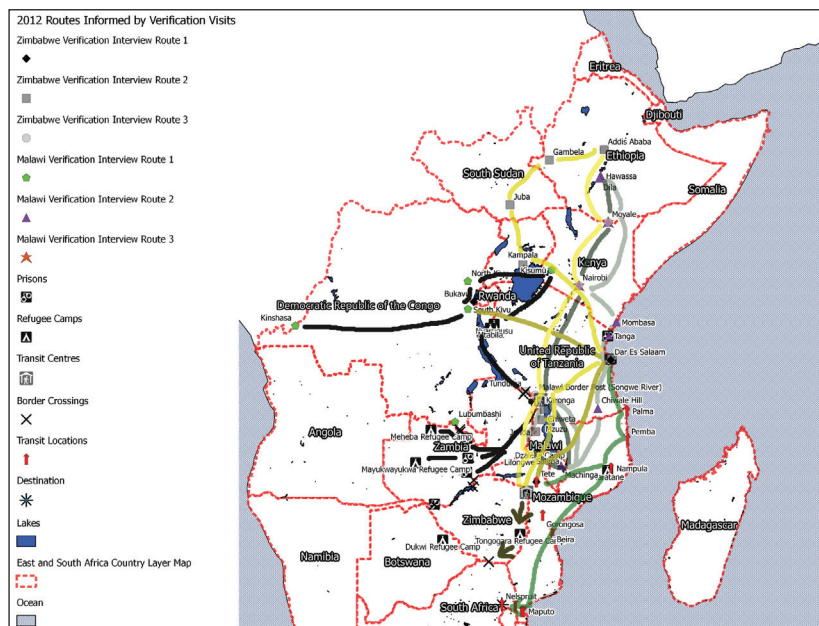 2012 Routes Informed by Verification Visits
Zimbabwe Verification Interview Route 1
Zimbabwe Verification Interview Route 2
Zimbabwe Verification Interview Route 3
Malawi Verification Interview Route 1
Malawi Verification Interview Route 2
Malawi Verification Interview Route 3
Prisons
Refugee Camps
Transit Centres
Border Crossings
Transit Locations
Destination
Lakes
East and South Africa Country Layer Map
Ocean
Eritrea
Djibouti
Addis Ababa
Gambela
Ethiopia
South Sudan
Hawassa
Dila
Somalia
Juba
Moyale
Kampala
Kenya
North Ki
Kisumu
Nairobi
Bukavu
Rwanda
Democratic Republic of the Congo
South Kivu
Mombasa
Kinshasa
Tanga
United Republic
of Tanzania
Dar Es Salaam
Tunduma
Malawi Border Post (Songwe River)
Karonga
Chiwale Hill
Palma
Lubumbashi
Mzuzu
Meheba Refugee Camp
Pemba
Angola
Malawi
Zambia
Mayukwayukwa Refugee Camp
Lilongwe
Machinga
Nampula
Tete
Mozambique
Zimbabwe
Gorongosa
Madagascar
Tongogara Refugee Ca
Beira
Dukwi Refugee Camp
Namibia
Botswana
Nelspruit
South Africa
Maputo